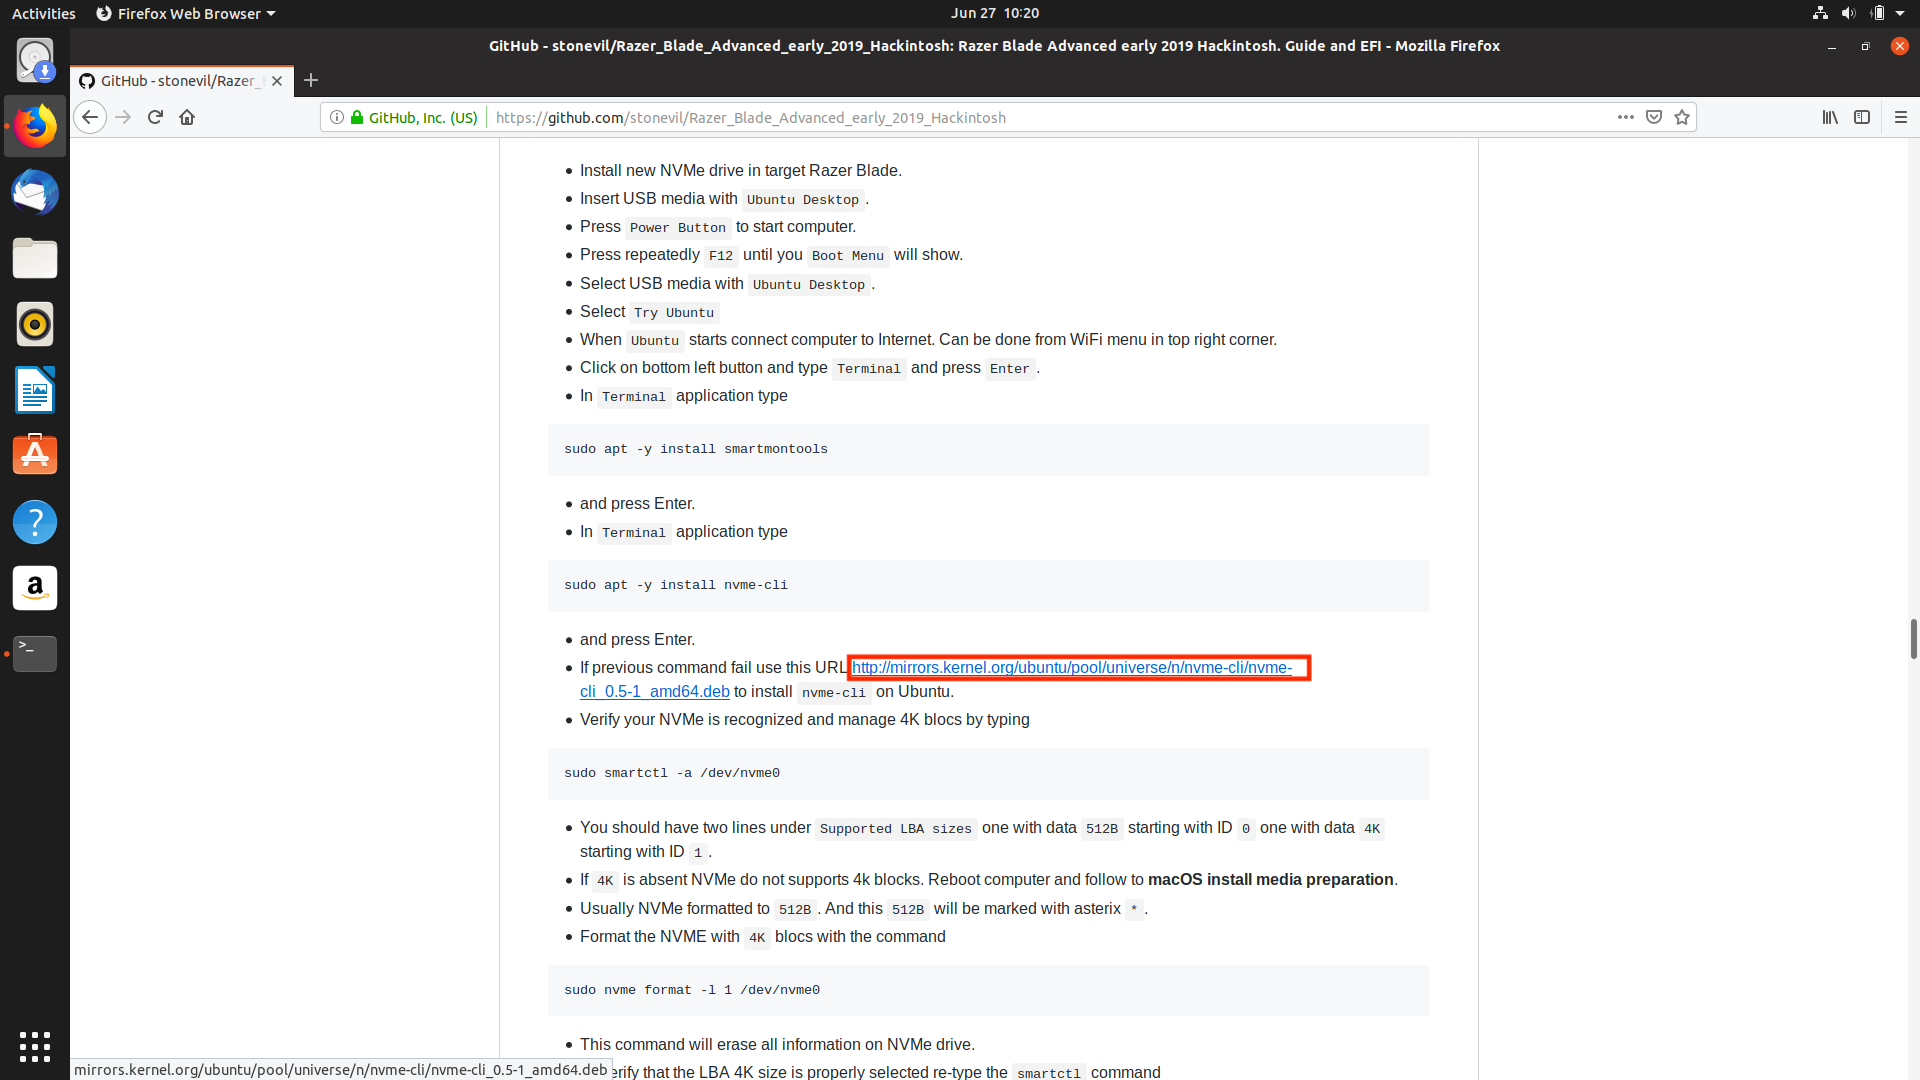 Activities Firefox Web Browser Jun 27 10:20
GitHub - stonevil/Razer_Blade_Advanced_early_2019_Hackintosh: Razer Blade Advanced early 2019 Hackintosh. Guide and EFI - Mozilla Firefox
GitHub - stonevil/Razer_
GitHub, Inc. (US) https://github.com/stonevil/Razer_Blade_Advanced_early_2019_Hackintosh
Install new NVMe drive in target Razer Blade.
Insert USB media with Ubuntu Desktop .
Press Power Button to start computer.
Press repeatedly F12 until you Boot Menu will show.
Select USB media with Ubuntu Desktop .
Select Try Ubuntu
When Ubuntu starts connect computer to Internet. Can be done from WiFi menu in top right corner.
Click on bottom left button and type Terminal and press Enter .
In Terminal application type
sudo apt -y install smartmontools
and press Enter.
In Terminal application type
sudo apt -y install nvme-cli
and press Enter.
If previous command fail use this URL http://mirrors.kernel.org/ubuntu/pool/universe/n/nvme-cli/nvme-
cli_0.5-1_amd64.deb to install nvme-cli on Ubuntu.
Verify your NVMe is recognized and manage 4K blocs by typing
sudo smartctl -a /dev/nvme0
You should have two lines under Supported LBA sizes one with data 512B starting with ID 0 one with data 4K
starting with ID 1 .
If 4K is absent NVMe do not supports 4k blocks. Reboot computer and follow to macOS install media preparation.
Usually NVMe formatted to 512B . And this 512B will be marked with asterix * .
Format the NVME with 4K blocs with the command
sudo nvme format -l 1 /dev/nvme0
This command will erase all information on NVMe drive.
erify that the LBA 4K size is properly selected re-type the smartctl command
mirrors.kernel.org/ubuntu/pool/universe/n/nvme-cli/nvme-cli_0.5-1_amd64.deb